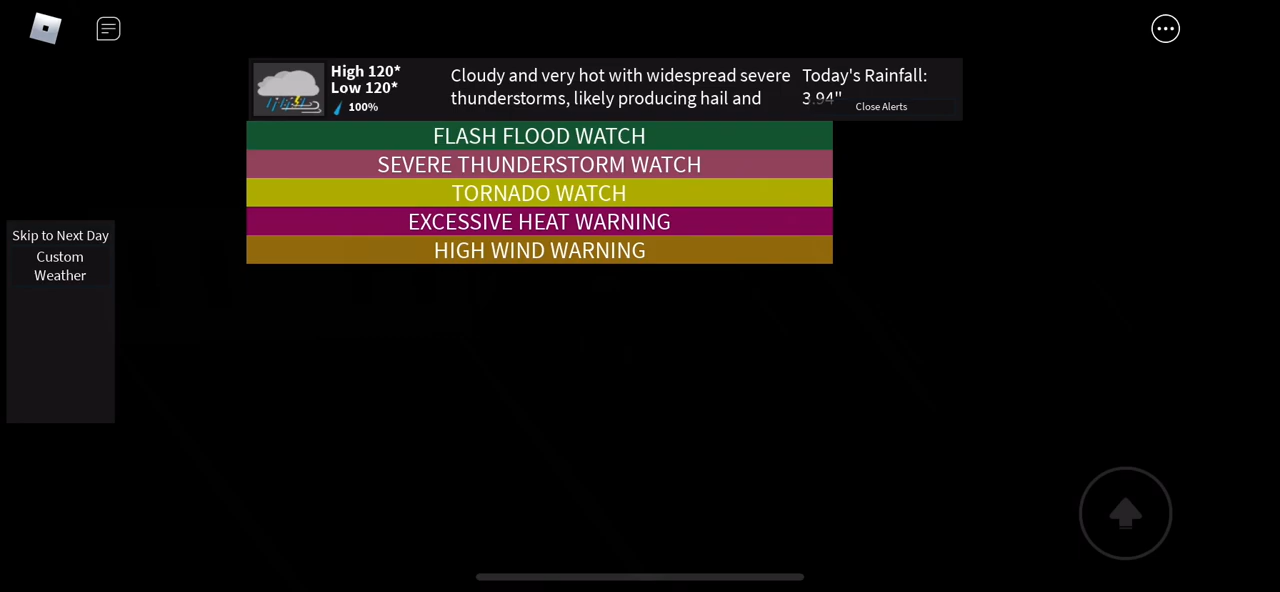 High 120*
Low 120*
100%
Cloudy and very hot with widespread severe
thunderstorms, likely producing hail and
Today's Rainfall:
3.94"
Close Alerts
FLASH FLOOD WATCH
SEVERE THUNDERSTORM WATCH
TORNADO WATCH
EXCESSIVE HEAT WARNING
HIGH WIND WARNING
Skip to Next Day
Custom
Weather